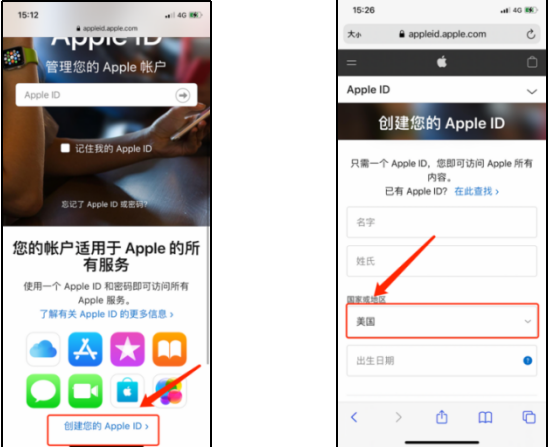 15:12
4G
appleid.apple.com
Apple ID
管理您的 Apple 帐户
Apple ID
记住我的 Apple ID
忘记了 Apple ID 或密码?
您的帐户适用于 Apple 的所
有服务
使用一个 Apple ID 和密码即可访问所有
Apple 服务。
了解有关 Apple ID 的更多信息 >
创建您的 Apple ID >
15:26
4G
大小
appleid.apple.com
Apple ID
创建您的 Apple ID
只需一个 Apple ID，您即可访问 Apple 所有
内容。
已有 Apple ID? 在此查找 >
名字
姓氏
国家或地区
美国
出生日期